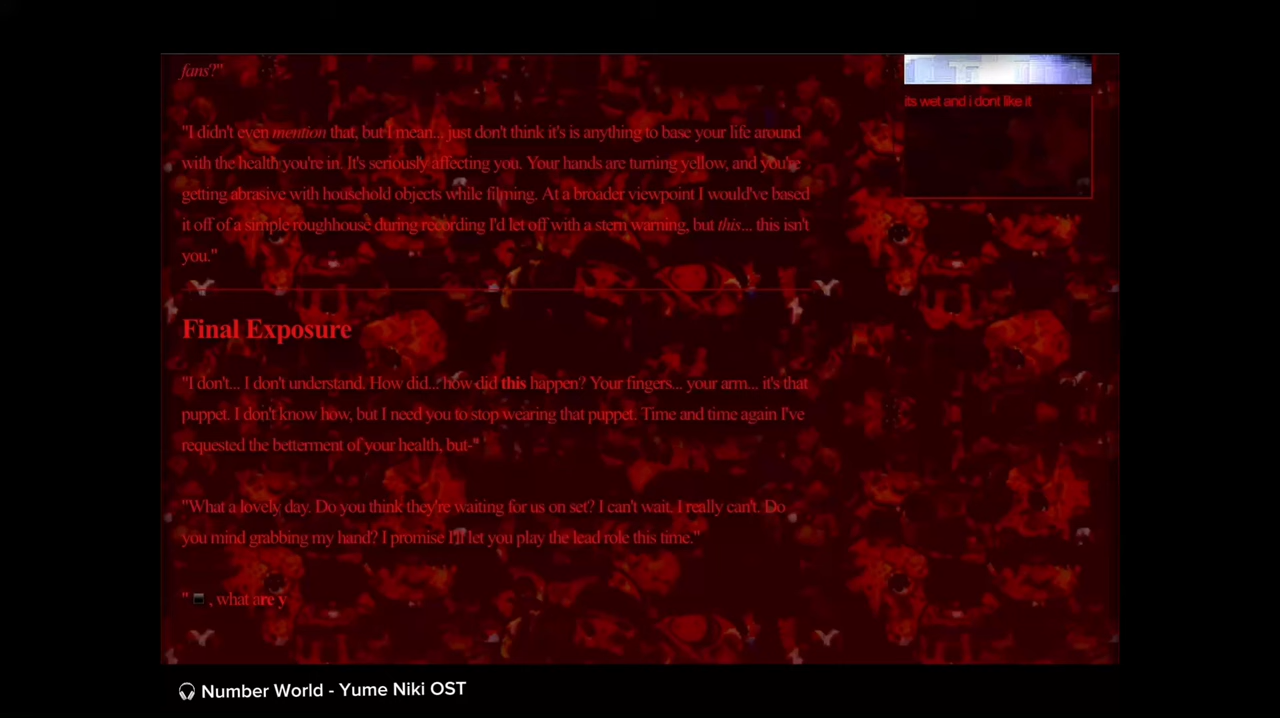 fans?"
its wet and i dont like it
"I didn't even mention that, but I mean... just don't think it's is anything to base your life around
with the health you're in. It's seriously affecting you. Your hands are turning yellow, and you're
getting abrasive with household objects while filming. At a broader viewpoint I would've based
it off of a simple roughhouse during recording I'd let off with a stern warning, but this... this isn't
you."
Final Exposure
"I don't... I don't understand. How did... how did this happen? Your fingers... your arm... it's that
puppet. I don't know how, but I need you to stop wearing that puppet. Time and time again I've
requested the betterment of your health, but-"
"What a lovely day. Do you think they're waiting for us on set? I can't wait. I really can't. Do
you mind grabbing my hand? I promise I'll let you play the lead role this time."
" , what are y
Number World - Yume Niki OST